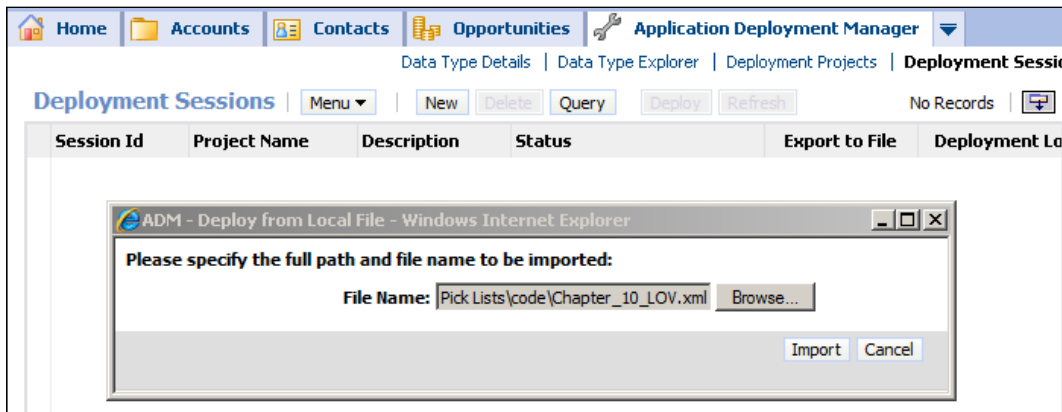 Home Accounts Contacts Opportunities Application Deployment Manager
Data Type Details | Data Type Explorer | Deployment Projects | Deployment Sessio
Deployment Sessions | Menu | New Delete Query Deploy Refresh No Records
Session Id Project Name Description Status Export to File Deployment Lo
ADM - Deploy from Local File - Windows Internet Explorer
Please specify the full path and file name to be imported:
File Name: Pick Lists\code\Chapter_10_LOV.xml Browse...
Import Cancel